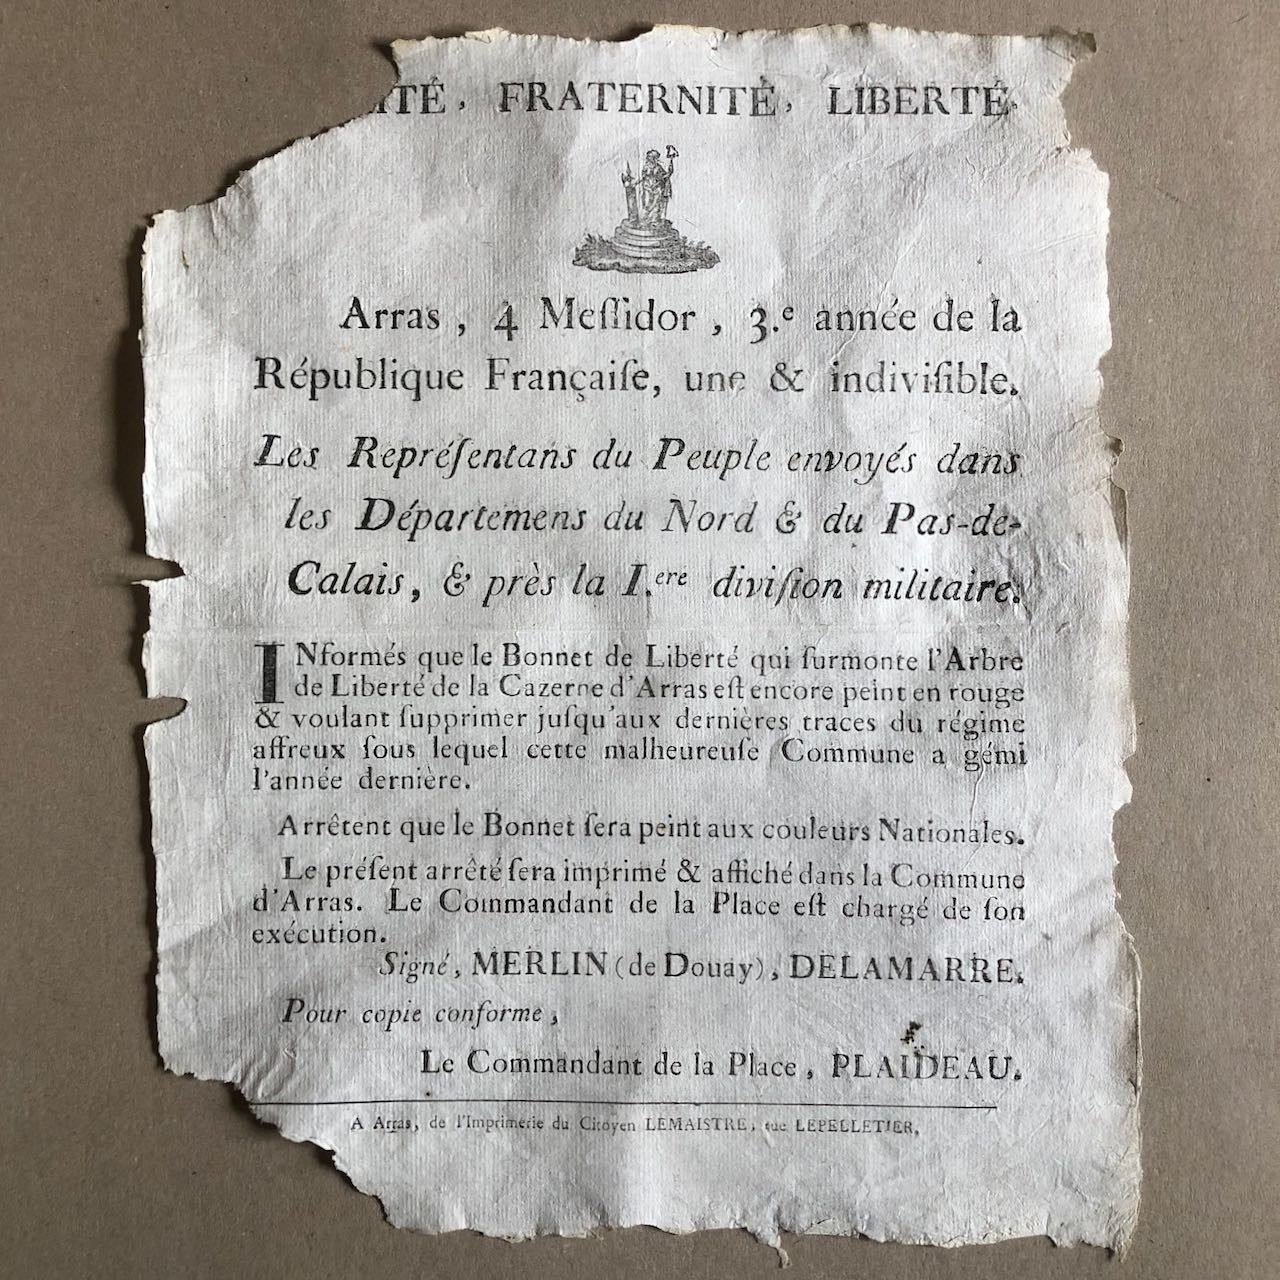 ITÉ, FRATERNITÉ, LIBERTÉ.
Arras, 4 Meſſidor, 3.e année de la
République Françaiſe, une & indiviſible.
Les Repréſentans du Peuple envoyés dans
les Départemens du Nord & du Pas-de-
Calais, & près la I.ere diviſion militaire.
INformés que le Bonnet de Liberté qui ſurmonte l'Arbre
de Liberté de la Cazerne d'Arras eſt encore peint en rouge
& voulant ſupprimer juſqu'aux dernières traces du régime
affreux ſous lequel cette malheureuſe Commune a gémi
l'année dernière.
Arrêtent que le Bonnet ſera peint aux couleurs Nationales.
Le préſent arrêté ſera imprimé & affiché dans la Commune
d'Arras. Le Commandant de la Place eſt chargé de ſon
exécution.
Signé, MERLIN (de Douay), DELAMARRE.
Pour copie conforme,
Le Commandant de la Place, PLAIDEAU.
A Arras, de l'Imprimerie du Citoyen LEMAISTRE, rue LEPELLETIER,